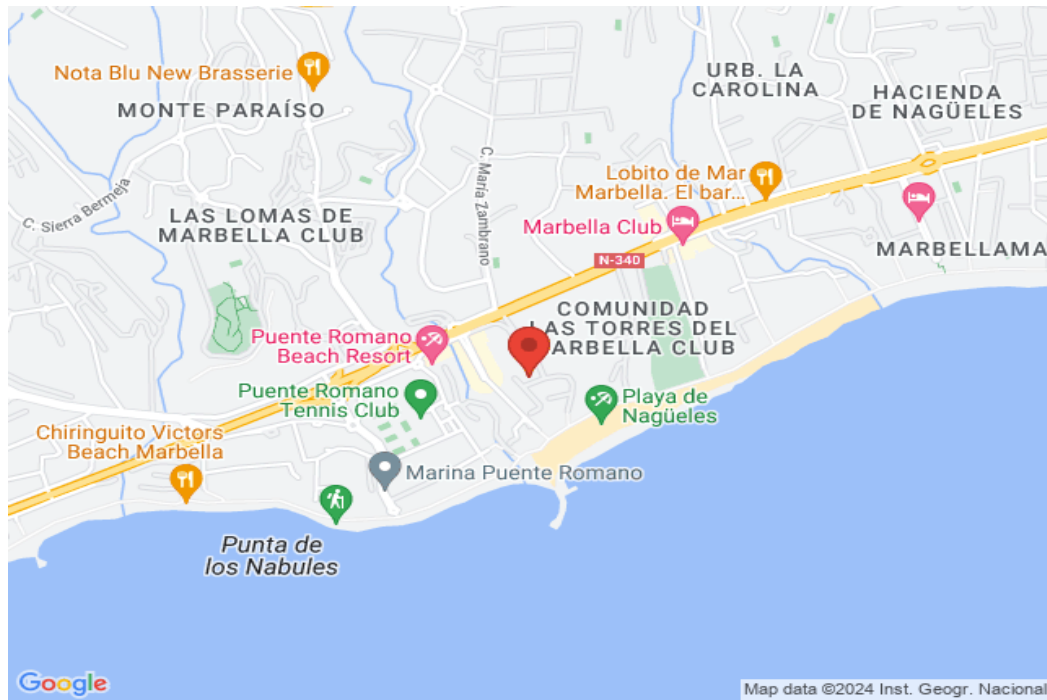 Nota Blu New Brasserie
MONTE PARAÍSO
URB. LA
CAROLINA
HACIENDA
DE NAGÜELES
C. María Zambrano
C. Sierra Bermeja
Lobito de Mar
Marbella. El bar...
LAS LOMAS DE
MARBELLA CLUB
Marbella Club
MARBELLAMA
N-340
COMUNIDAD
LAS TORRES DEL
MARBELLA CLUB
Puente Romano
Beach Resort
Puente Romano
Tennis Club
Playa de
Nagüeles
Chiringuito Victors
Beach Marbella
Marina Puente Romano
Punta de
los Nabules
Google
Map data ©2024 Inst. Geogr. Nacional